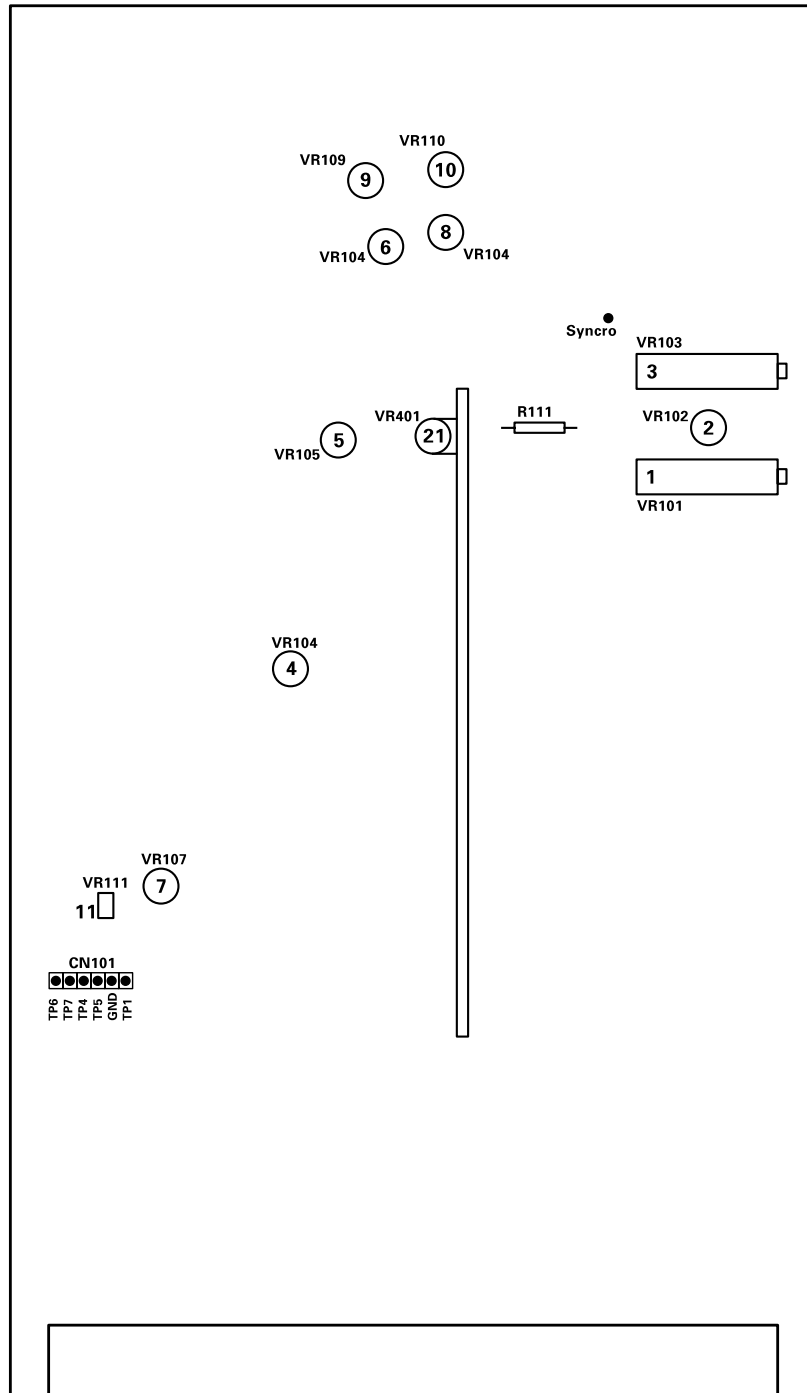 VR110
VR109
10
9
8
6
VR104
VR104
Syncro
VR103
3
R111
VR401
VR102
21
2
5
VR105
1
VR101
VR104
4
VR107
VR111
7
11
CN101
TP6
TP7
TP4
TP5
GND
TP1